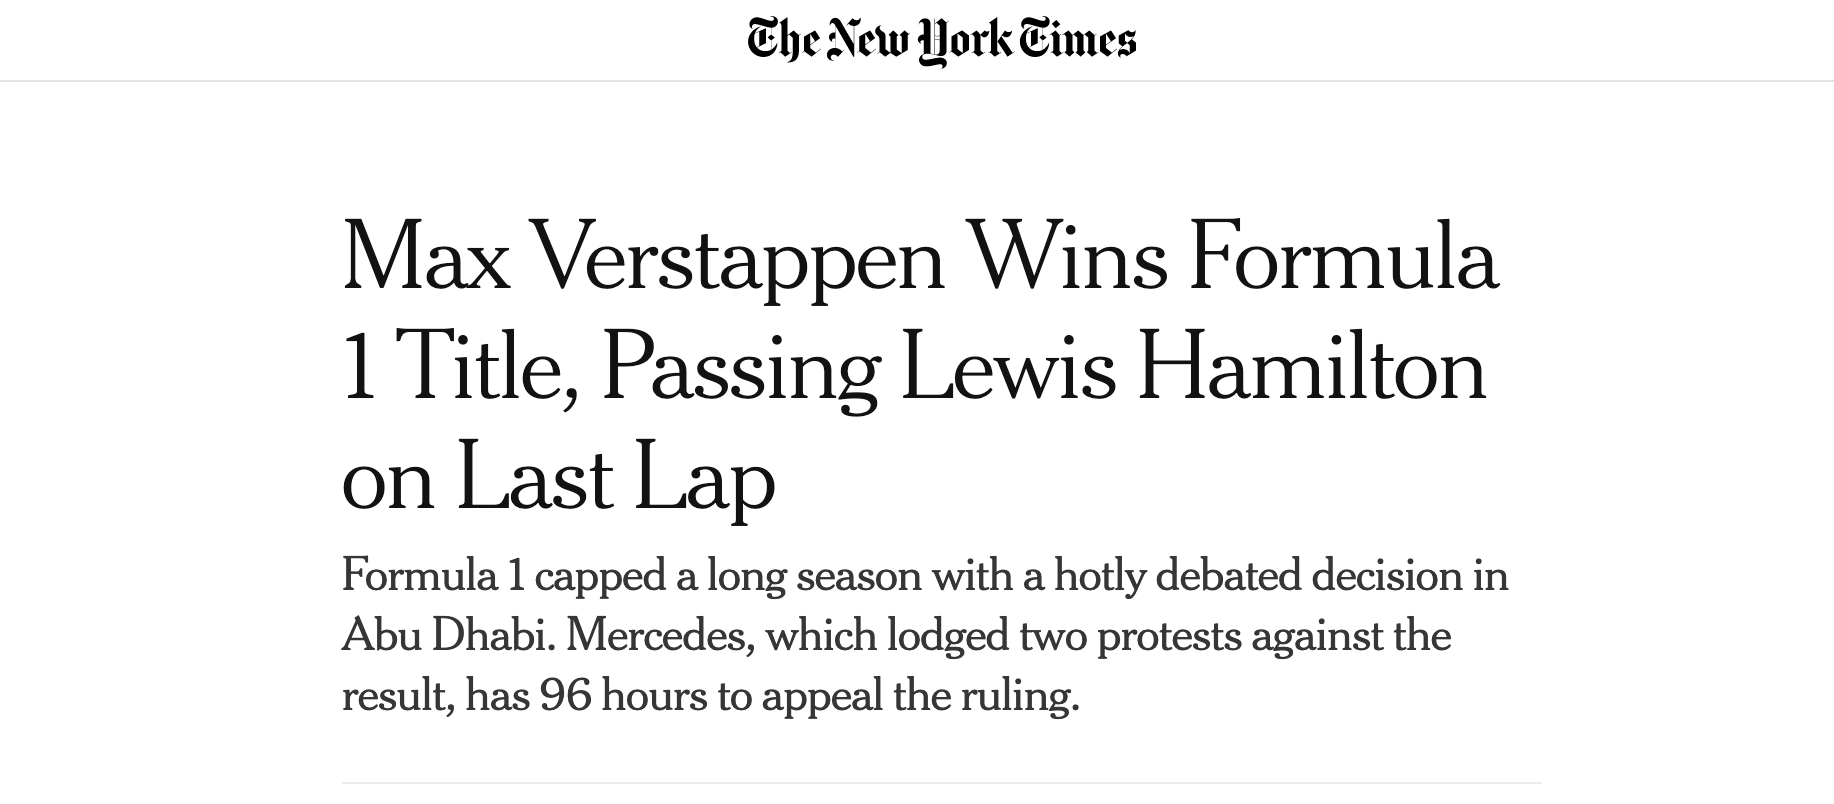 The New York Times
Max Verstappen Wins Formula
1 Title, Passing Lewis Hamilton
on Last Lap
Formula 1 capped a long season with a hotly debated decision in
Abu Dhabi. Mercedes, which lodged two protests against the
result, has 96 hours to appeal the ruling.